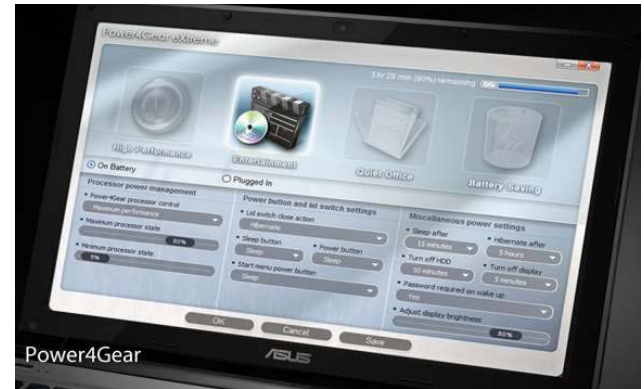 Power4Gear eXtreme
3 hr 28 min (80%) remaining
High Performance
Entertainment
Quiet Office
Battery Saving
On Battery
Plugged In
Processor power management
Power4Gear processor control
Maximum performance
Maximum processor state
80%
Minimum processor state
5%
Power button and lid switch settings
Lid switch close action
Hibernate
Sleep button
Power button
Sleep
Sleep
Start menu power button
Sleep
Miscellaneous power settings
Sleep after
Hibernate after
15 minutes
5 hours
Turn off HDD
Turn off display
10 minutes
5 minutes
Password required on wake up
Yes
Adjust display brightness
80%
OK
Cancel
Save
ASUS
Power4Gear